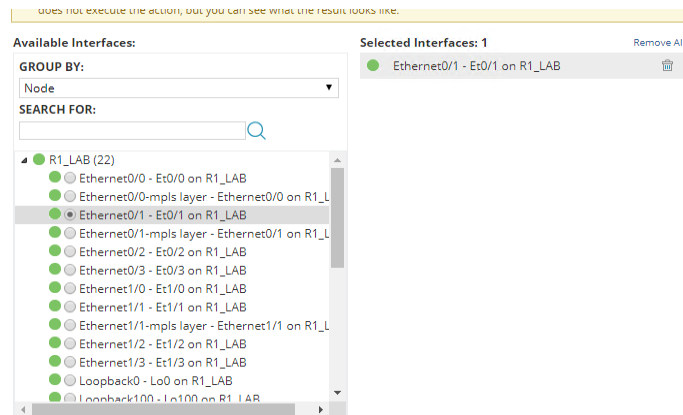 does not execute the action, but you can see what the result looks like.
Available Interfaces:
GROUP BY:
Node
SEARCH FOR:
R1_LAB (22)
Ethernet0/0 - Et0/0 on R1_LAB
Ethernet0/0-mpls layer - Ethernet0/0 on R1_L
Ethernet0/1 - Et0/1 on R1_LAB
Ethernet0/1-mpls layer - Ethernet0/1 on R1_L
Ethernet0/2 - Et0/2 on R1_LAB
Ethernet0/3 - Et0/3 on R1_LAB
Ethernet1/0 - Et1/0 on R1_LAB
Ethernet1/1 - Et1/1 on R1_LAB
Ethernet1/1-mpls layer - Ethernet1/1 on R1_L
Ethernet1/2 - Et1/2 on R1_LAB
Ethernet1/3 - Et1/3 on R1_LAB
Loopback0 - Lo0 on R1_LAB
Loopback100 - Lo100 on R1_LAB
Selected Interfaces: 1
Remove Al
Ethernet0/1 - Et0/1 on R1_LAB